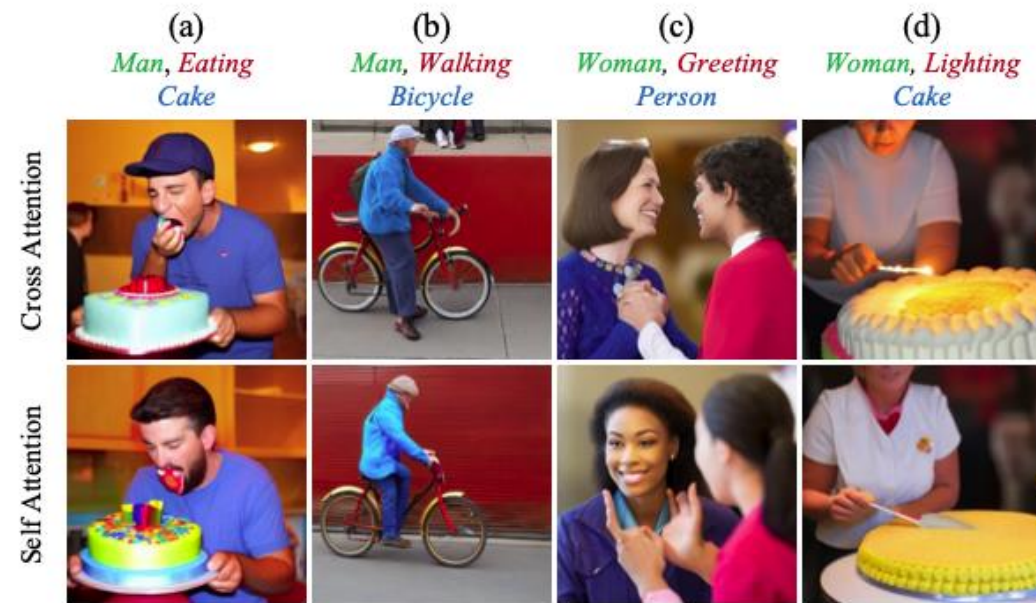 (a) (b) (c) (d)
Man, Eating Man, Walking Woman, Greeting Woman, Lighting
Cake Bicycle Person Cake
Cross Attention
Self Attention